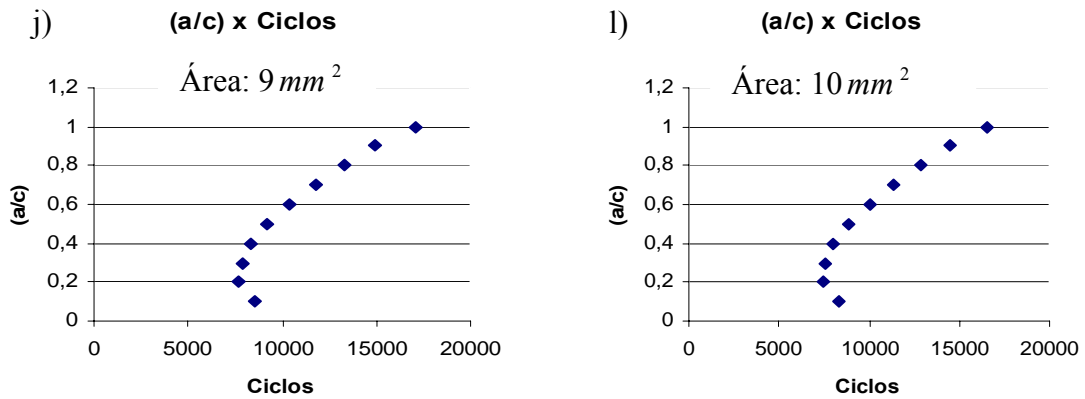 j)
(a/c) x Ciclos
Área: 9 mm²
1,2
1
0,8
0,6
0,4
0,2
0
(a/c)
0 5000 10000 15000 20000
Ciclos
l)
(a/c) x Ciclos
Área: 10 mm²
1,2
1
0,8
0,6
0,4
0,2
0
(a/c)
0 5000 10000 15000 20000
Ciclos